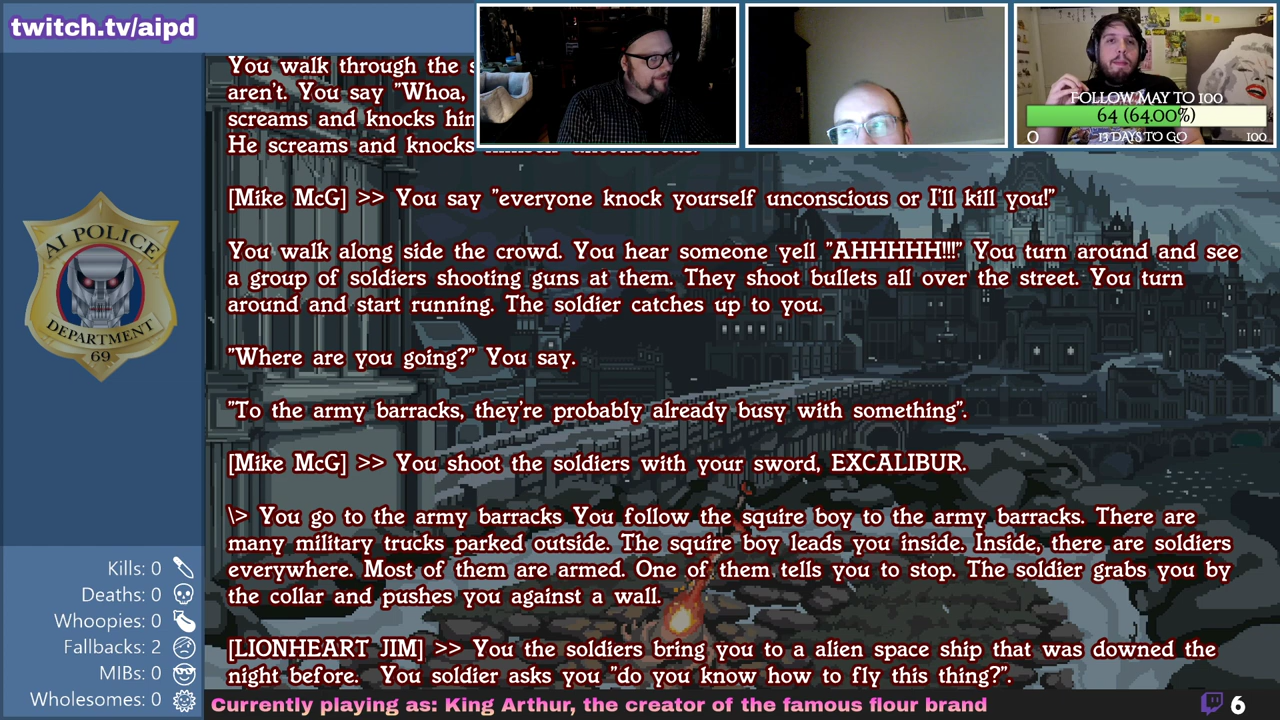 twitch.tv/aipd
You walk through the
aren't. You say "Whoa,
screams and knocks
He screams and knocks
FOLLOW MAY TO 100
64 (64.00%)
0 13 DAYS TO GO 100
[Mike McG] >> You say "everyone knock yourself unconscious or I'll kill you!"
You walk along side the crowd. You hear someone yell "AHHHHH!!!" You turn around and see
a group of soldiers shooting guns at them. They shoot bullets all over the street. You turn
around and start running. The soldier catches up to you.
"Where are you going?" You say.
"To the army barracks, they're probably already busy with something".
[Mike McG] >> You shoot the soldiers with your sword, EXCALIBUR.
\> You go to the army barracks You follow the squire boy to the army barracks. There are
many military trucks parked outside. The squire boy leads you inside. Inside, there are soldiers
everywhere. Most of them are armed. One of them tells you to stop. The soldier grabs you by
the collar and pushes you against a wall.
[LIONHEART JIM] >> You the soldiers bring you to a alien space ship that was downed the
night before. You soldier asks you "do you know how to fly this thing?".
AI POLICE
DEPARTMENT
69
Kills: 0
Deaths: 0
Whoopies: 0
Fallbacks: 2
MIBs: 0
Wholesomes: 0
Currently playing as: King Arthur, the creator of the famous flour brand
6